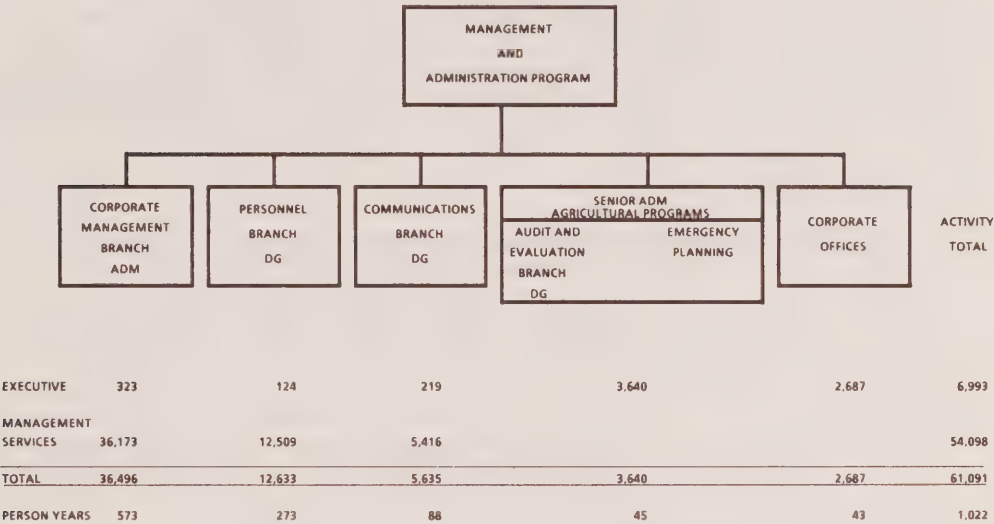 MANAGEMENT
AND
ADMINISTRATION PROGRAM
CORPORATE
MANAGEMENT
BRANCH
ADM
PERSONNEL
BRANCH
DG
COMMUNICATIONS
BRANCH
DG
SENIOR ADM
AGRICULTURAL PROGRAMS
AUDIT AND
EVALUATION
BRANCH
DG
EMERGENCY
PLANNING
CORPORATE
OFFICES
ACTIVITY
TOTAL
EXECUTIVE 323 124 219 3,640 2,687 6,993
MANAGEMENT
SERVICES 36,173 12,509 5,416 54,098
TOTAL 36,496 12,633 5,635 3,640 2,687 61,091
PERSON YEARS 573 273 88 45 43 1,022